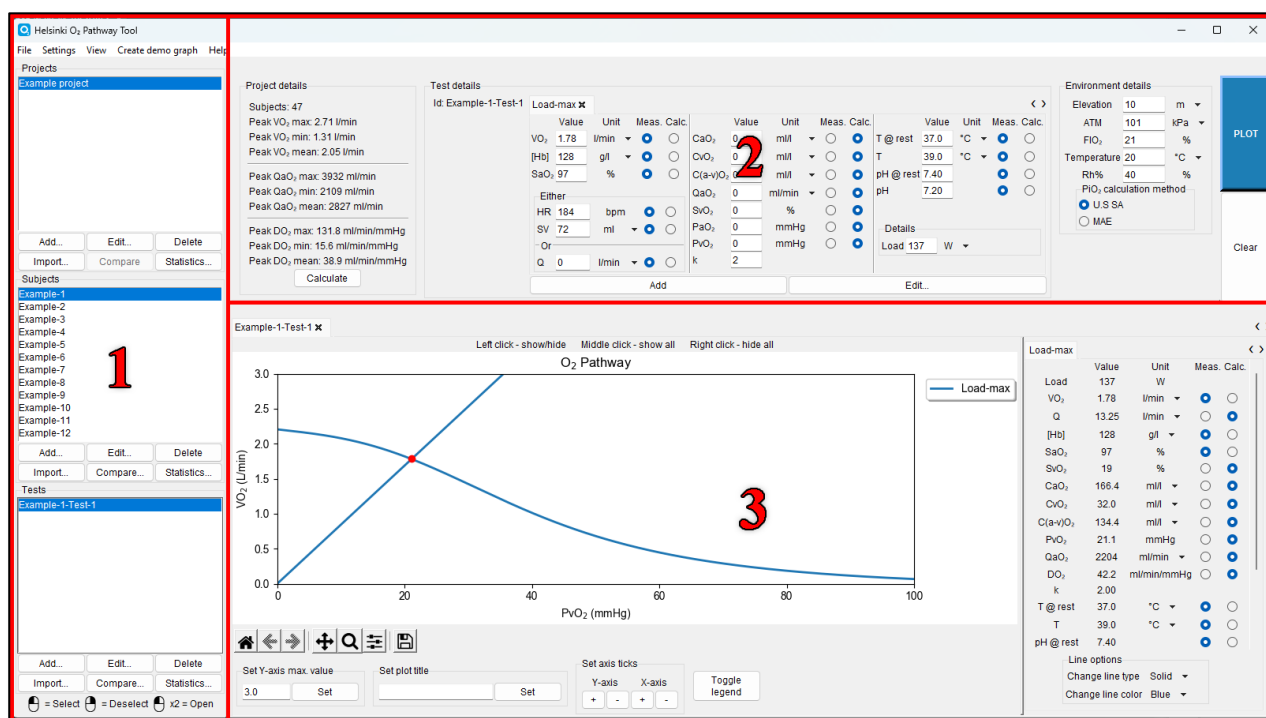 Helsinki O₂ Pathway Tool
File Settings View Create demo graph Help
Projects
Example project
Add... Edit... Delete
Import... Compare Statistics...
Subjects
Example-1
Example-2
Example-3
Example-4
Example-5
Example-6
Example-7
Example-8
Example-9
Example-10
Example-11
Example-12
Add... Edit... Delete
Import... Compare... Statistics...
Tests
Example-1-Test-1
Add... Edit... Delete
Import... Compare... Statistics...
= Select = Deselect x2 = Open
1
Project details
Subjects: 47
Peak VO₂ max: 2.71 l/min
Peak VO₂ min: 1.31 l/min
Peak VO₂ mean: 2.05 l/min
Peak QaO₂ max: 3932 ml/min
Peak QaO₂ min: 2109 ml/min
Peak QaO₂ mean: 2827 ml/min
Peak DO₂ max: 131.8 ml/min/mmHg
Peak DO₂ min: 15.6 ml/min/mmHg
Peak DO₂ mean: 38.9 ml/min/mmHg
Calculate
Test details
Id: Example-1-Test-1
Load-max
Value Unit Meas. Calc.
VO₂ 1.78 l/min
[Hb] 128 g/l
SaO₂ 97 %
Either
HR 184 bpm
SV 72 ml
Or
Q 0 l/min
Value Unit Meas. Calc.
CaO₂ 0 ml/l
CvO₂ 0 ml/l
C(a-v)O₂ 0 ml/l
QaO₂ 0 ml/min
SvO₂ 0 %
PaO₂ 0 mmHg
PvO₂ 0 mmHg
k 2
Value Unit Meas. Calc.
T @ rest 37.0 °C
T 39.0 °C
pH @ rest 7.40
pH 7.20
Details
Load 137 W
Add Edit...
2
Environment details
Elevation 10 m
ATM 101 kPa
FIO₂ 21 %
Temperature 20 °C
Rh% 40 %
PiO₂ calculation method
U.S SA
MAE
PLOT
Clear
Example-1-Test-1
Left click - show/hide Middle click - show all Right click - hide all
O₂ Pathway
Load-max
VO₂ (L/min)
3.0
2.5
2.0
1.5
1.0
0.5
0.0
0 20 40 60 80 100
PvO₂ (mmHg)
3
Set Y-axis max. value
3.0 Set
Set plot title
Set
Set axis ticks
Y-axis X-axis
+ - + -
Toggle
legend
Load-max
Value Unit Meas. Calc.
Load 137 W
VO₂ 1.78 l/min
Q 13.25 l/min
[Hb] 128 g/l
SaO₂ 97 %
SvO₂ 19 %
CaO₂ 166.4 ml/l
CvO₂ 32.0 ml/l
C(a-v)O₂ 134.4 ml/l
PvO₂ 21.1 mmHg
QaO₂ 2204 ml/min
DO₂ 42.2 ml/min/mmHg
k 2.00
T @ rest 37.0 °C
T 39.0 °C
pH @ rest 7.40
Line options
Change line type Solid
Change line color Blue